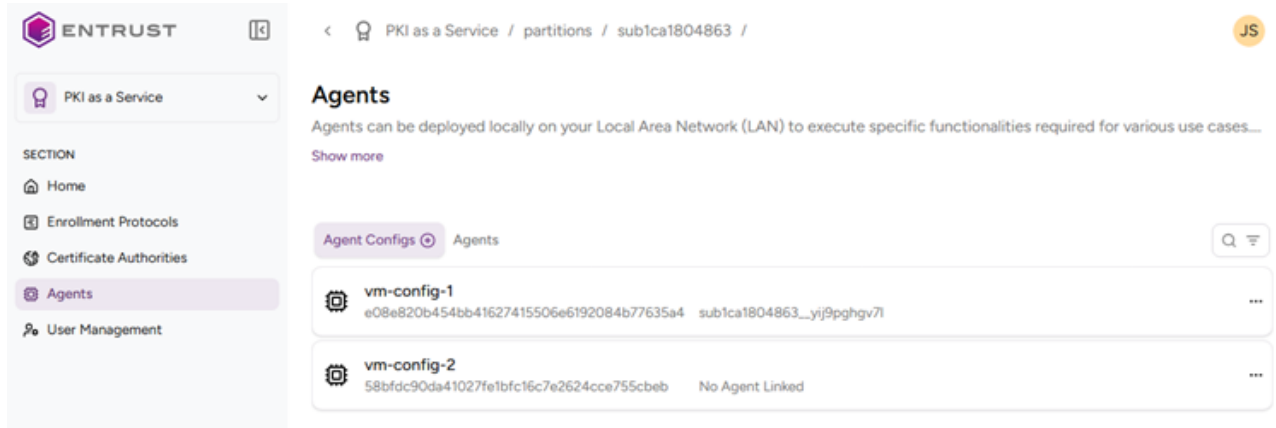 ENTRUST
PKI as a Service / partitions / sub1ca1804863 /
JS
PKI as a Service
SECTION
Home
Enrollment Protocols
Certificate Authorities
Agents
User Management
Agents
Agents can be deployed locally on your Local Area Network (LAN) to execute specific functionalities required for various use cases....
Show more
Agent Configs
Agents
vm-config-1
e08e820b454bb41627415506e6192084b77635a4 sub1ca1804863__yij9pghgv7l
vm-config-2
58bfdc90da41027fe1bfc16c7e2624cce755cbeb No Agent Linked